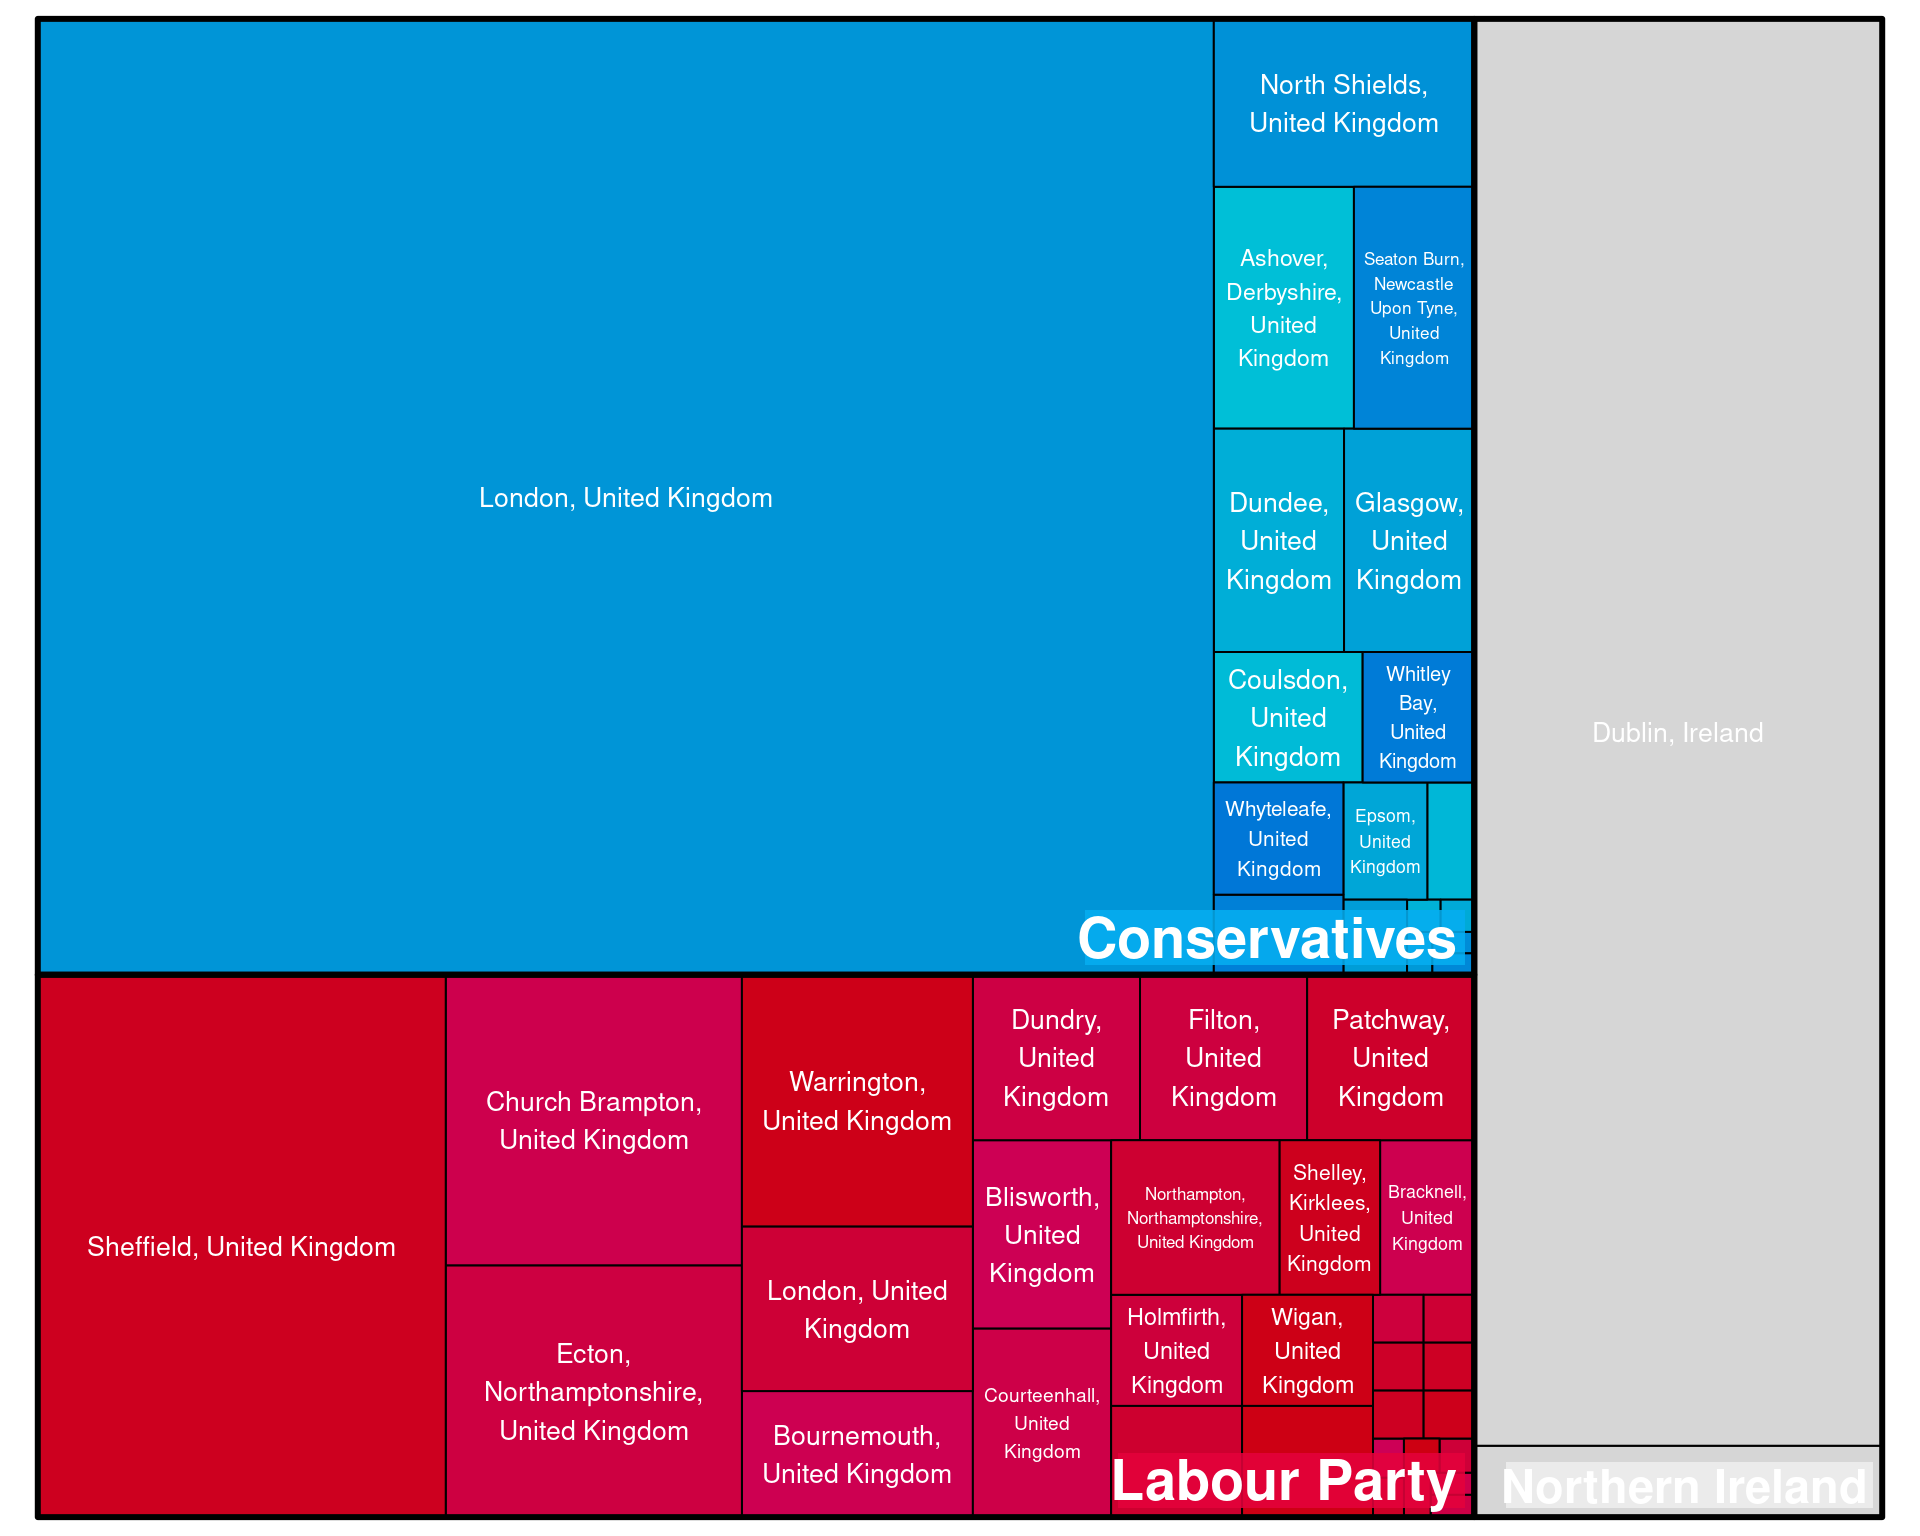 North Shields,
United Kingdom
Ashover,
Derbyshire,
United
Kingdom
Seaton Burn,
Newcastle
Upon Tyne,
United
Kingdom
London, United Kingdom
Dundee,
United
Kingdom
Glasgow,
United
Kingdom
Coulsdon,
United
Kingdom
Whitley
Bay,
United
Kingdom
Whyteleafe,
United
Kingdom
Epsom,
United
Kingdom
Conservatives
Dublin, Ireland
Sheffield, United Kingdom
Church Brampton,
United Kingdom
Ecton,
Northamptonshire,
United Kingdom
Warrington,
United Kingdom
London, United
Kingdom
Bournemouth,
United Kingdom
Dundry,
United
Kingdom
Filton,
United
Kingdom
Patchway,
United
Kingdom
Blisworth,
United
Kingdom
Northampton,
Northamptonshire,
United Kingdom
Shelley,
Kirklees,
United
Kingdom
Bracknell,
United
Kingdom
Courteenhall,
United
Kingdom
Holmfirth,
United
Kingdom
Wigan,
United
Kingdom
Labour Party
Northern Ireland